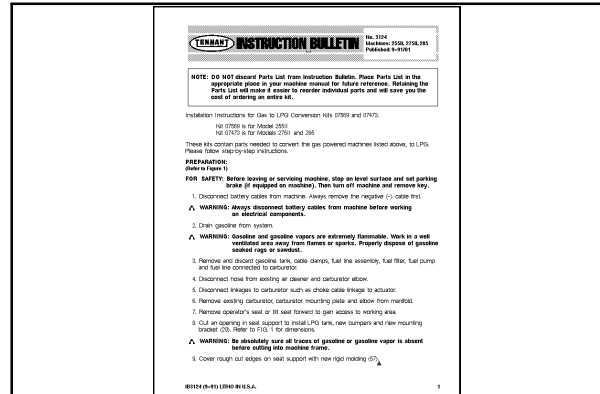 TENNANT INSTRUCTION BULLETIN
No. 3124
Machines: 255II, 275II, 285
Published: 9-91/01
NOTE: DO NOT discard Parts List from Instruction Bulletin. Place Parts List in the
appropriate place in your machine manual for future reference. Retaining the
Parts List will make it easier to reorder individual parts and will save you the
cost of ordering an entire kit.
Installation Instructions for Gas to LPG Conversion Kits 07569 and 07473.
Kit 07569 is for Model 255II
Kit 07473 is for Models 275II and 285
These kits contain parts needed to convert the gas powered machines listed above, to LPG.
Please follow step-by-step instructions.
PREPARATION:
(Refer to Figure 1)
FOR SAFETY: Before leaving or servicing machine, stop on level surface and set parking
brake (if equipped on machine). Then turn off machine and remove key.
1. Disconnect battery cables from machine. Always remove the negative (-) cable first.
WARNING: Always disconnect battery cables from machine before working
on electrical components.
2. Drain gasoline from system.
WARNING: Gasoline and gasoline vapors are extremely flammable. Work in a well
ventilated area away from flames or sparks. Properly dispose of gasoline
soaked rags or sawdust.
3. Remove and discard gasoline tank, cable clamps, fuel line assembly, fuel filter, fuel pump
and fuel line connected to carburetor.
4. Disconnect hose from existing air cleaner and carburetor elbow.
5. Disconnect linkages to carburetor such as choke cable linkage to actuator.
6. Remove existing carburetor, carburetor mounting plate and elbow from manifold.
7. Remove operator's seat or tilt seat forward to gain access to working area.
8. Cut an opening in seat support to install LPG tank, new bumpers and new mounting
bracket (29). Refer to FIG. 1 for dimensions.
WARNING: Be absolutely sure all traces of gasoline or gasoline vapor is absent
before cutting into machine frame.
9. Cover rough cut edges on seat support with new rigid molding (57).
IB3124 (9-91) LITHO IN U.S.A. 1